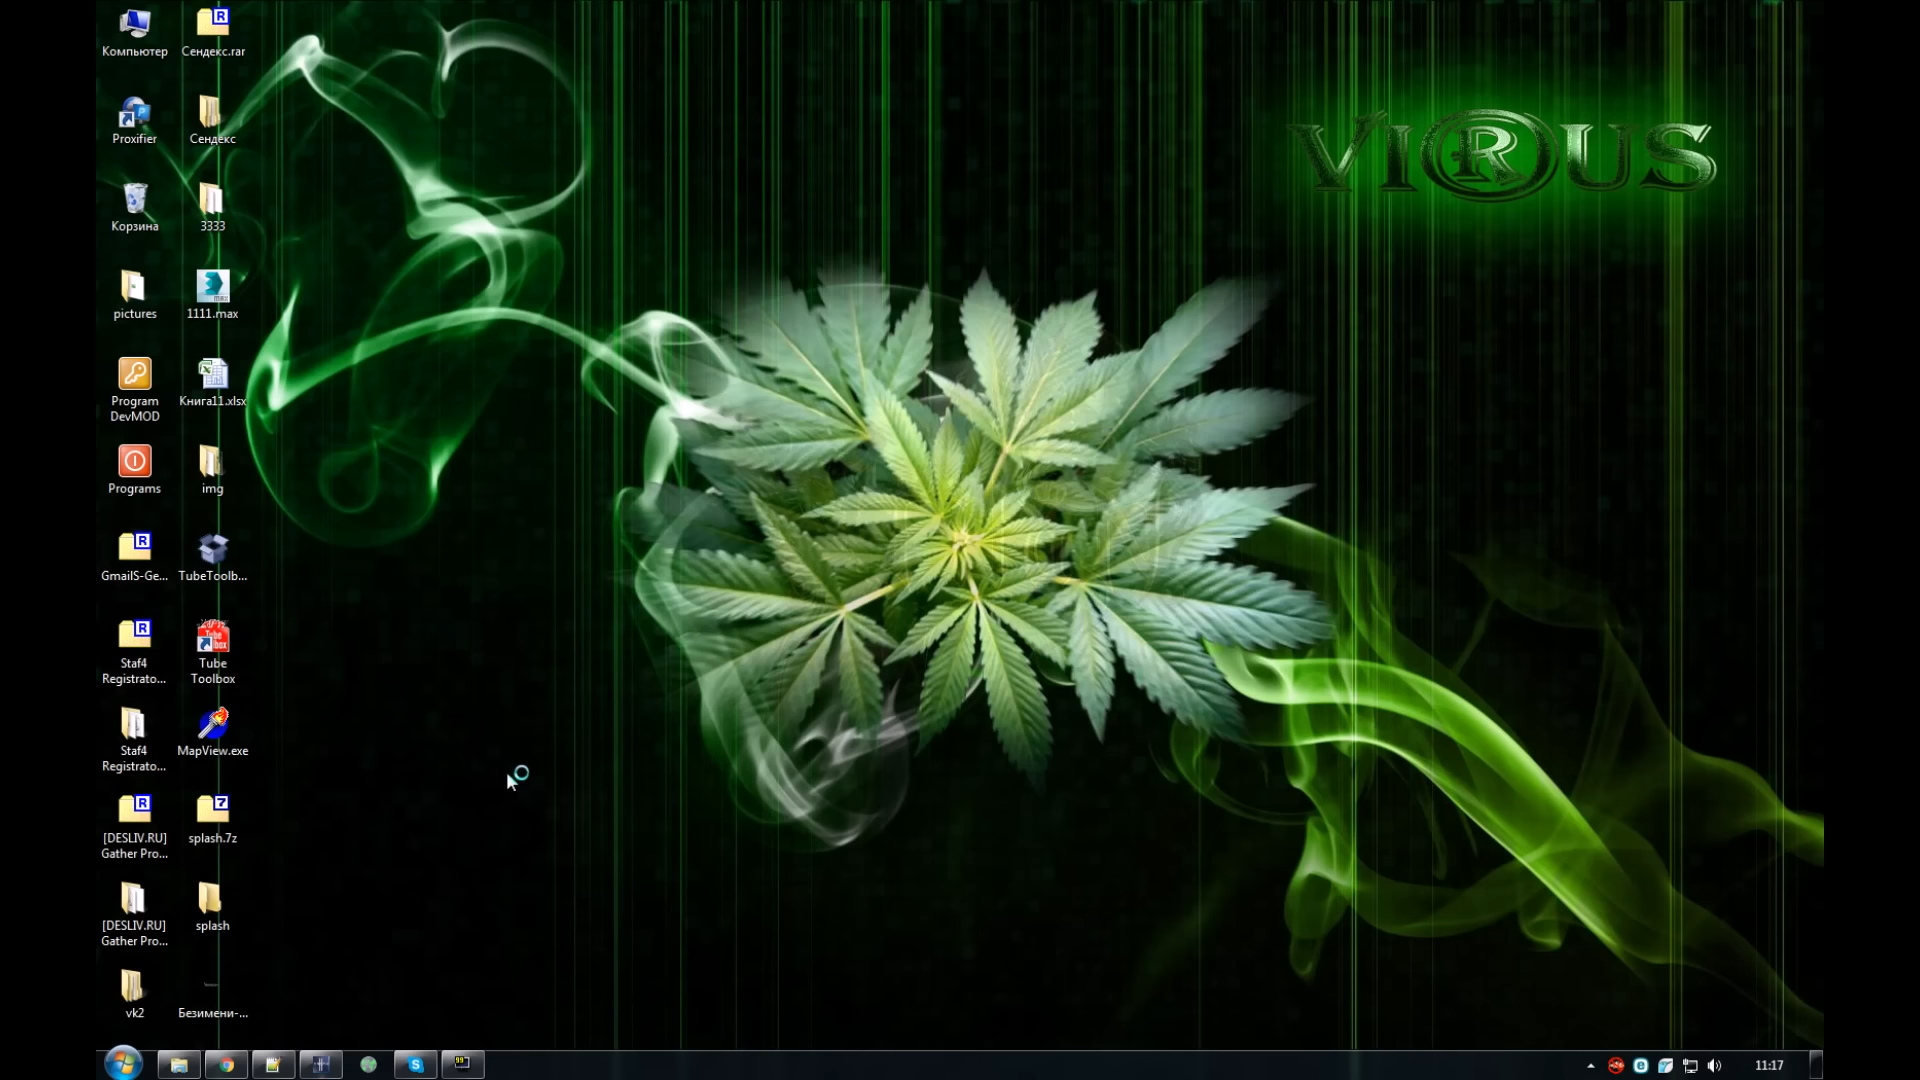 Компьютер
Сендекс.rar
Proxifier
Сендекс
Корзина
3333
pictures
1111.max
Program
DevMOD
Книга11.xlsx
Programs
img
GmailS-Ge...
TubeToolb...
Staf4
Registrato...
Tube
Toolbox
Staf4
Registrato...
MapView.exe
[DESLIV.RU]
Gather Pro...
splash.7z
[DESLIV.RU]
Gather Pro...
splash
vk2
Безимени-...
VIRUS
11:17